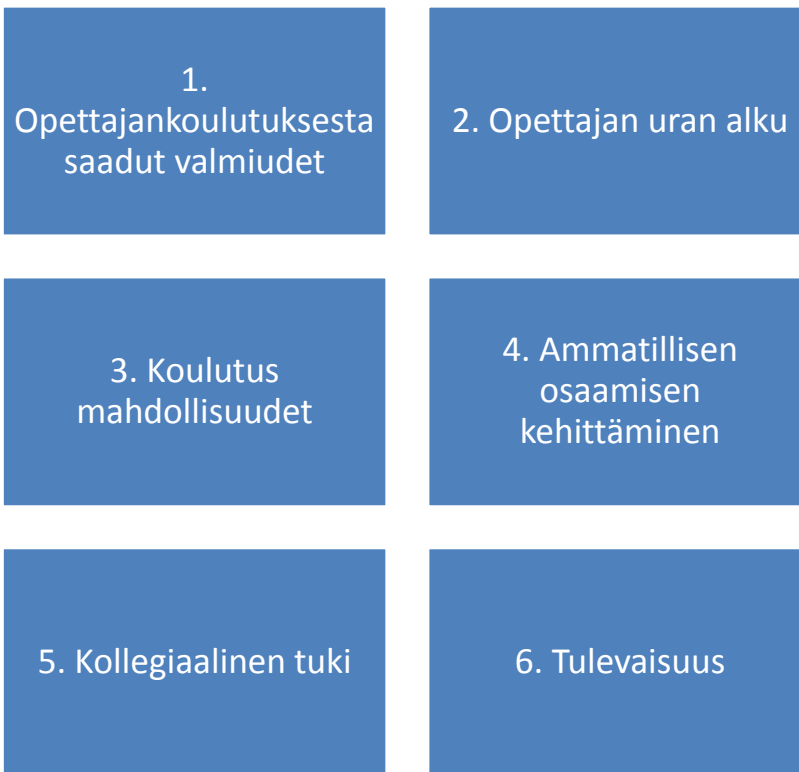 1.
Opettajankoulutuksesta
saadut valmiudet
2. Opettajan uran alku
3. Koulutus
mahdollisuudet
4. Ammatillisen
osaamisen
kehittäminen
5. Kollegiaalinen tuki
6. Tulevaisuus